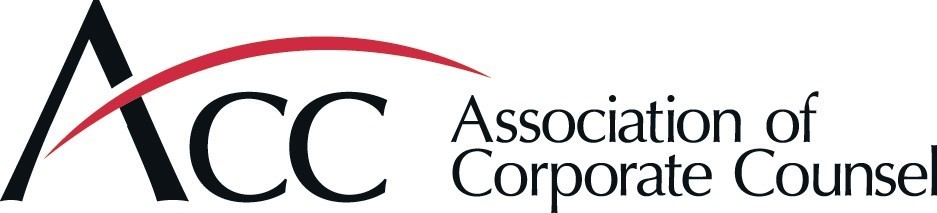 ACC
Association of
Corporate Counsel